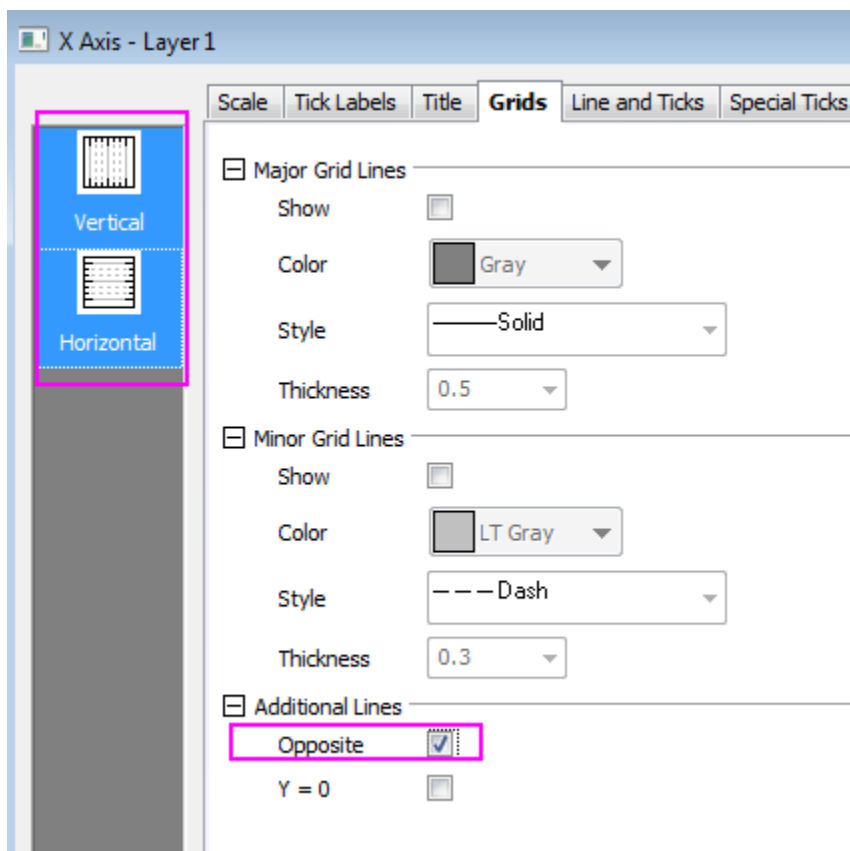 X Axis - Layer 1
Scale Tick Labels Title Grids Line and Ticks Special Ticks
Vertical
Horizontal
Major Grid Lines
Show
Color Gray
Style Solid
Thickness 0.5
Minor Grid Lines
Show
Color LT Gray
Style Dash
Thickness 0.3
Additional Lines
Opposite
Y = 0